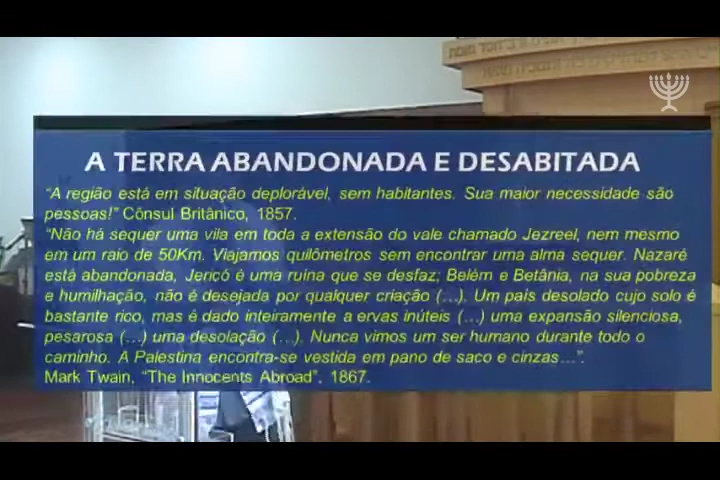 A TERRA ABANDONADA E DESABITADA
“A região está em situação deplorável, sem habitantes. Sua maior necessidade são
pessoas!” Cônsul Britânico, 1857.
“Não há sequer uma vila em toda a extensão do vale chamado Jezreel, nem mesmo
em um raio de 50Km. Viajamos quilômetros sem encontrar uma alma sequer. Nazaré
está abandonada, Jericó é uma ruína que se desfaz; Belém e Betânia, na sua pobreza
e humilhação, não é desejada por qualquer criação (...). Um país desolado cujo solo é
bastante rico, mas é dado inteiramente a ervas inúteis (...) uma expansão silenciosa,
pesarosa (...) uma desolação (...). Nunca vimos um ser humano durante todo o
caminho. A Palestina encontra-se vestida em pano de saco e cinzas...”.
Mark Twain, “The Innocents Abroad”, 1867.